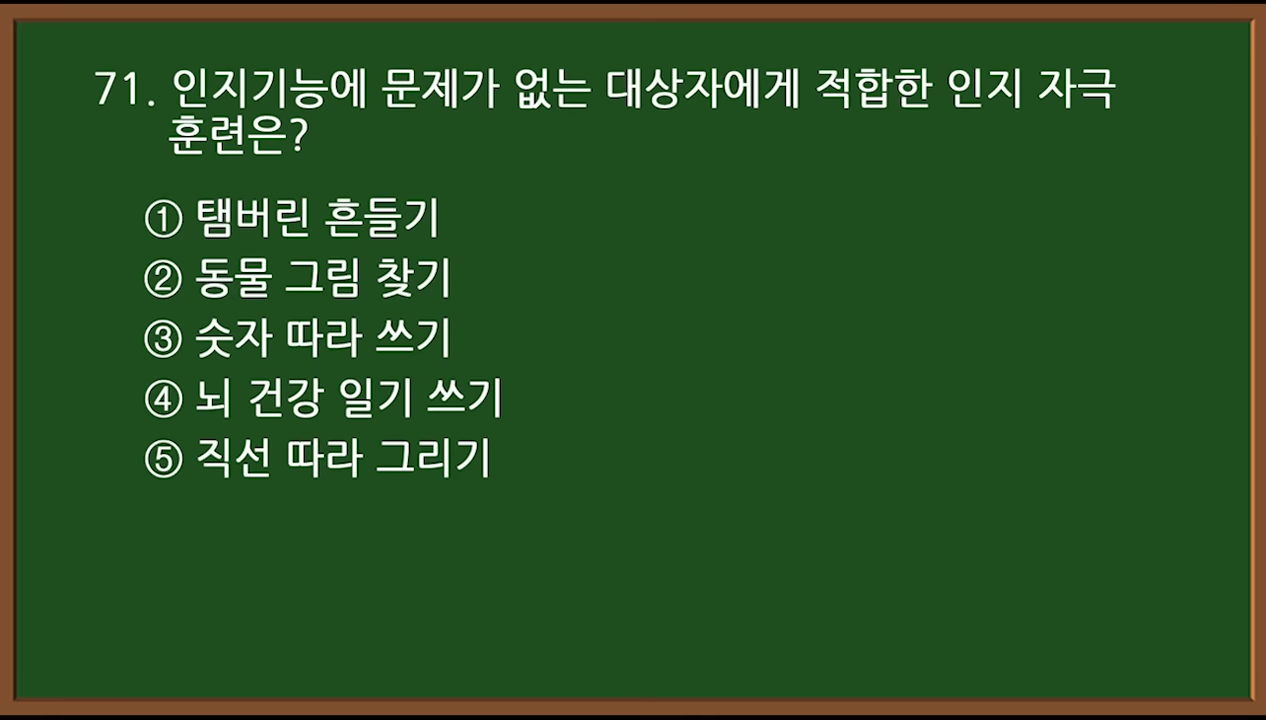 71. 인지기능에 문제가 없는 대상자에게 적합한 인지 자극
훈련은?
① 탬버린 흔들기
② 동물 그림 찾기
③ 숫자 따라 쓰기
④ 뇌 건강 일기 쓰기
⑤ 직선 따라 그리기